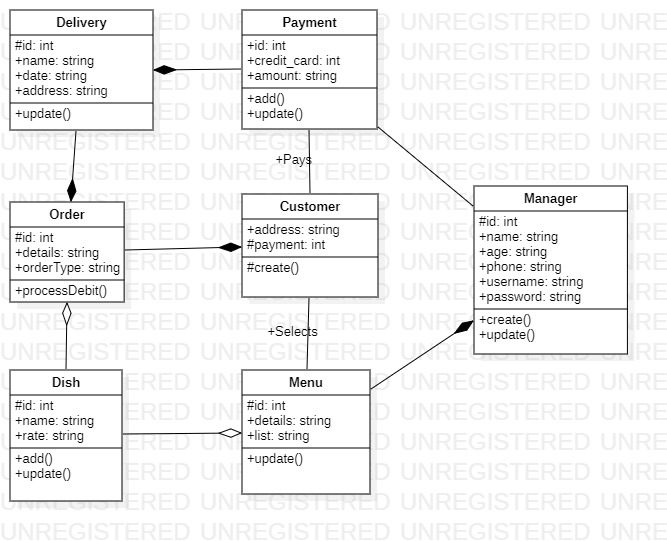 Delivery
#id: int
+name: string
+date: string
+address: string
+update()
Payment
+id: int
+credit_card: int
+amount: string
+add()
+update()
+Pays
Order
#id: int
+details: string
+orderType: string
+processDebit()
Customer
+address: string
#payment: int
#create()
Manager
#id: int
+name: string
+age: string
+phone: string
+username: string
+password: string
+create()
+update()
+Selects
Dish
#id: int
+name: string
+rate: string
+add()
+update()
Menu
#id: int
+details: string
+list: string
+update()
UNREGISTERED